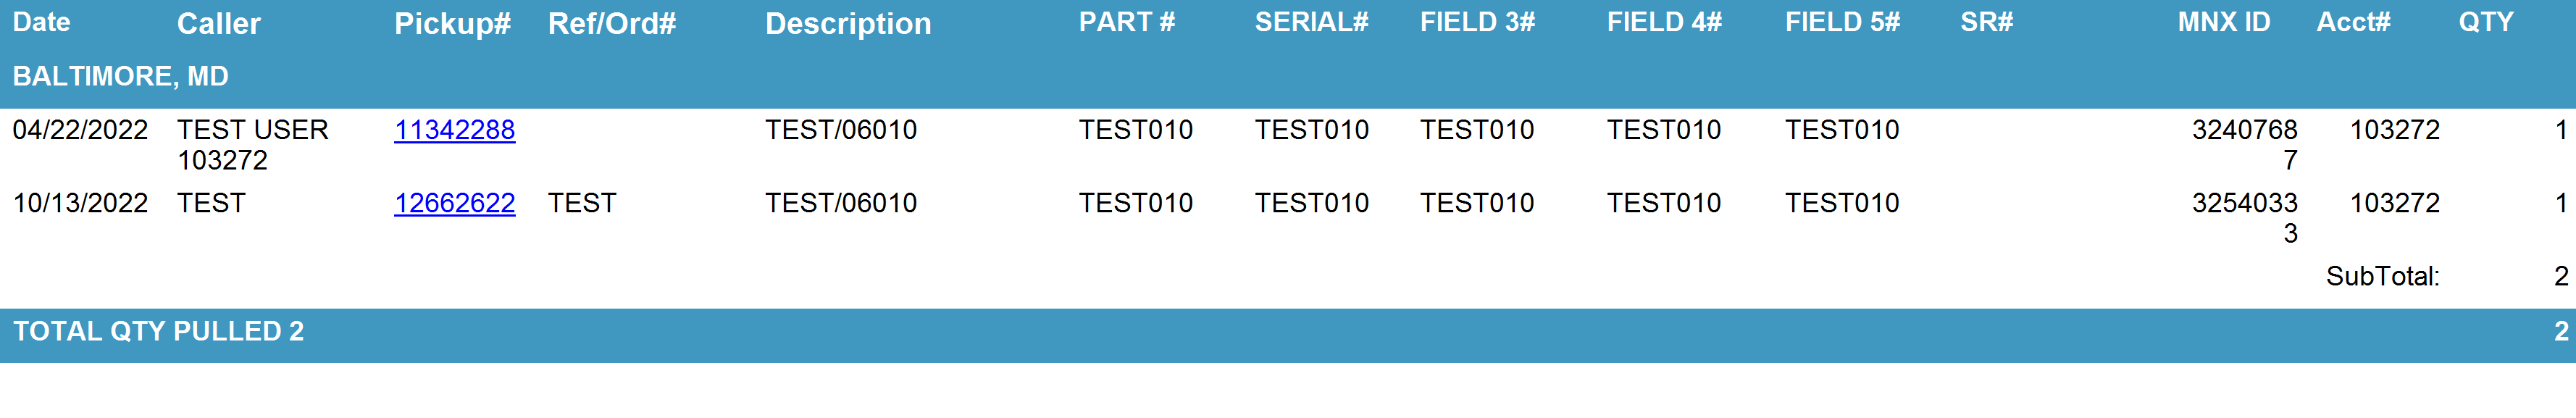 Date Caller Pickup# Ref/Ord# Description PART # SERIAL# FIELD 3# FIELD 4# FIELD 5# SR# MNX ID Acct# QTY
BALTIMORE, MD
04/22/2022 TEST USER 11342288 TEST/06010 TEST010 TEST010 TEST010 TEST010 TEST010 3240768 103272 1
103272 7
10/13/2022 TEST 12662622 TEST TEST/06010 TEST010 TEST010 TEST010 TEST010 TEST010 3254033 103272 1
3
SubTotal: 2
TOTAL QTY PULLED 2 2